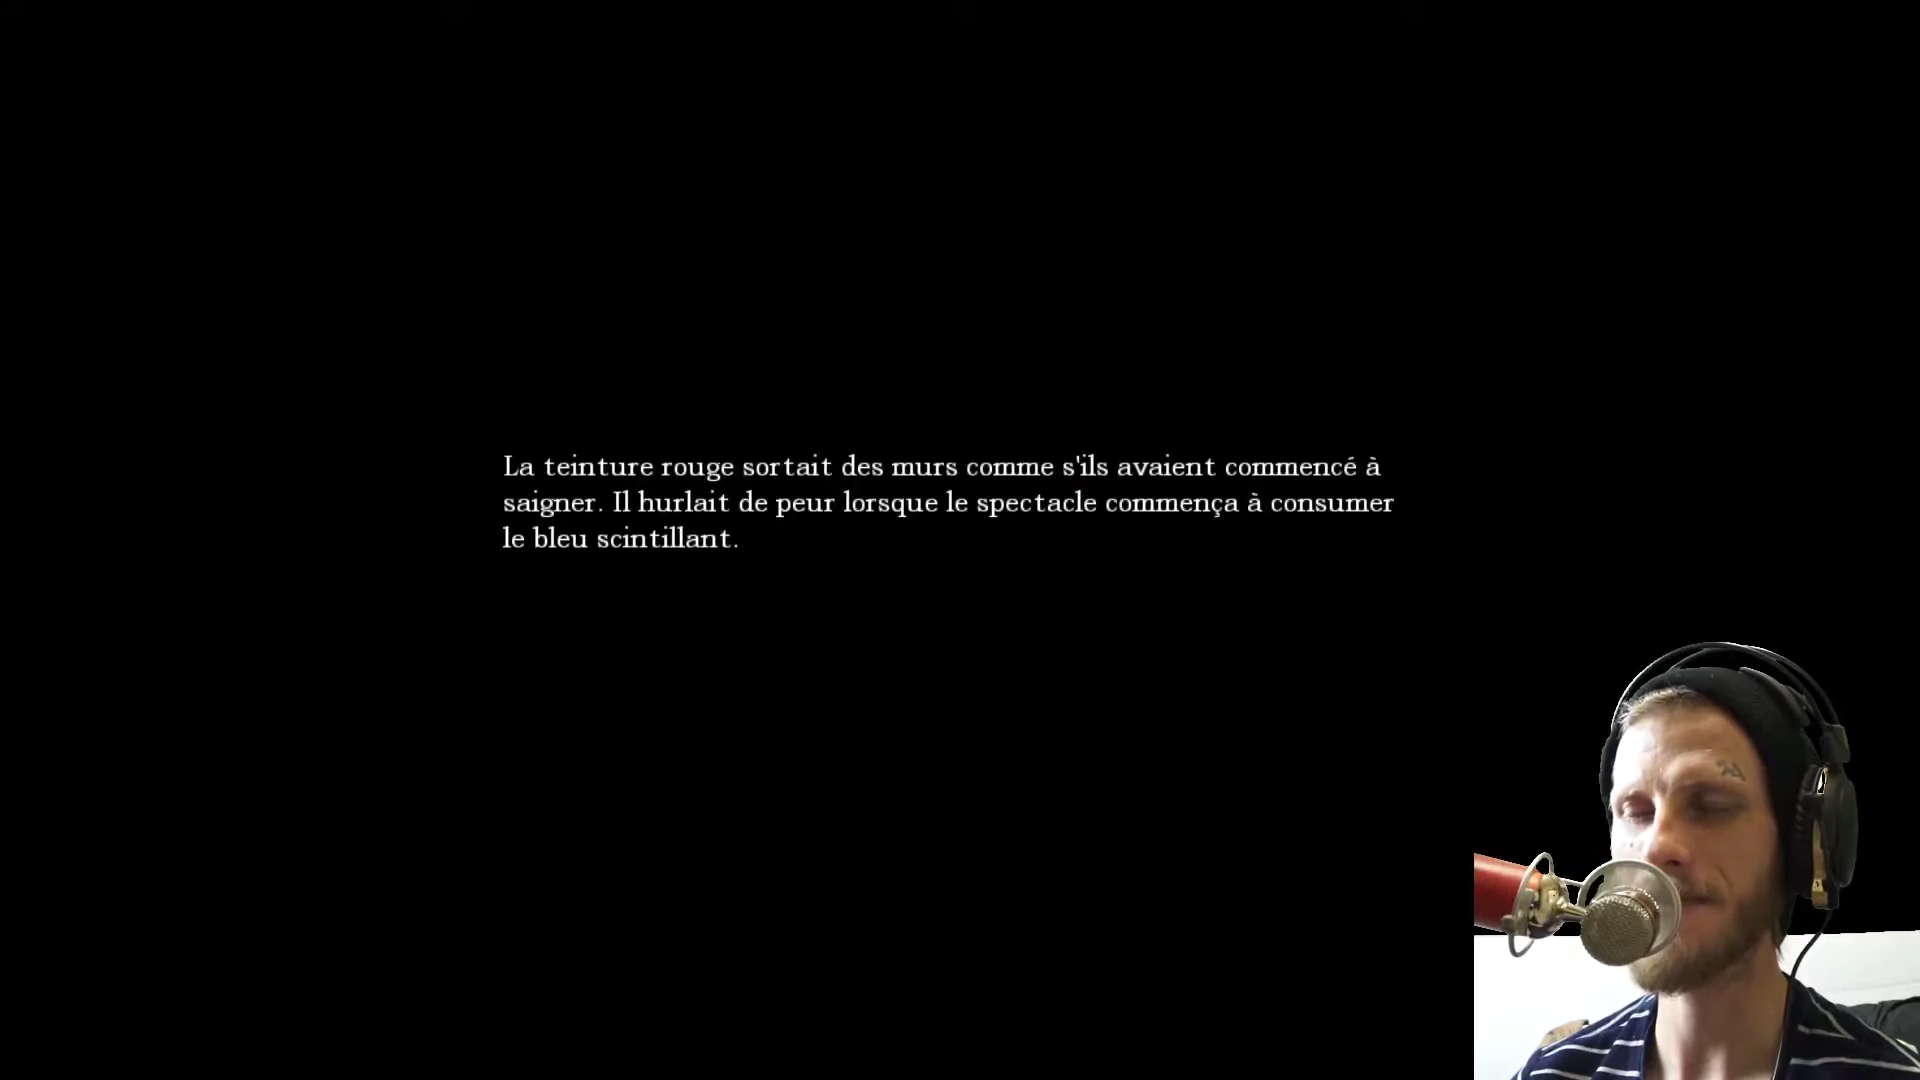 La teinture rouge sortait des murs comme s'ils avaient commencé à
saigner. Il hurlait de peur lorsque le spectacle commença à consumer
le bleu scintillant.